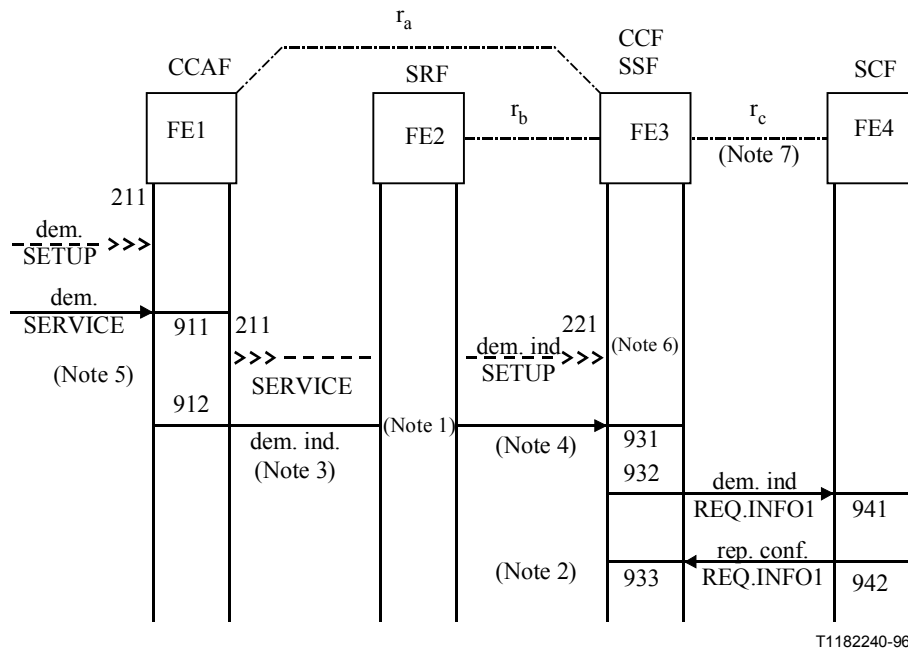 ra
CCAF
SRF
CCF
SSF
SCF
FE1
FE2
rb
FE3
rc
(Note 7)
FE4
211
dem.
SETUP
dem.
SERVICE
911
211
221
(Note 5)
SERVICE
dem. ind
SETUP
(Note 6)
912
dem. ind.
(Note 3)
(Note 1)
(Note 4)
931
932
dem. ind
REQ.INFO1
941
(Note 2)
933
rep. conf.
REQ.INFO1
942
T1182240-96